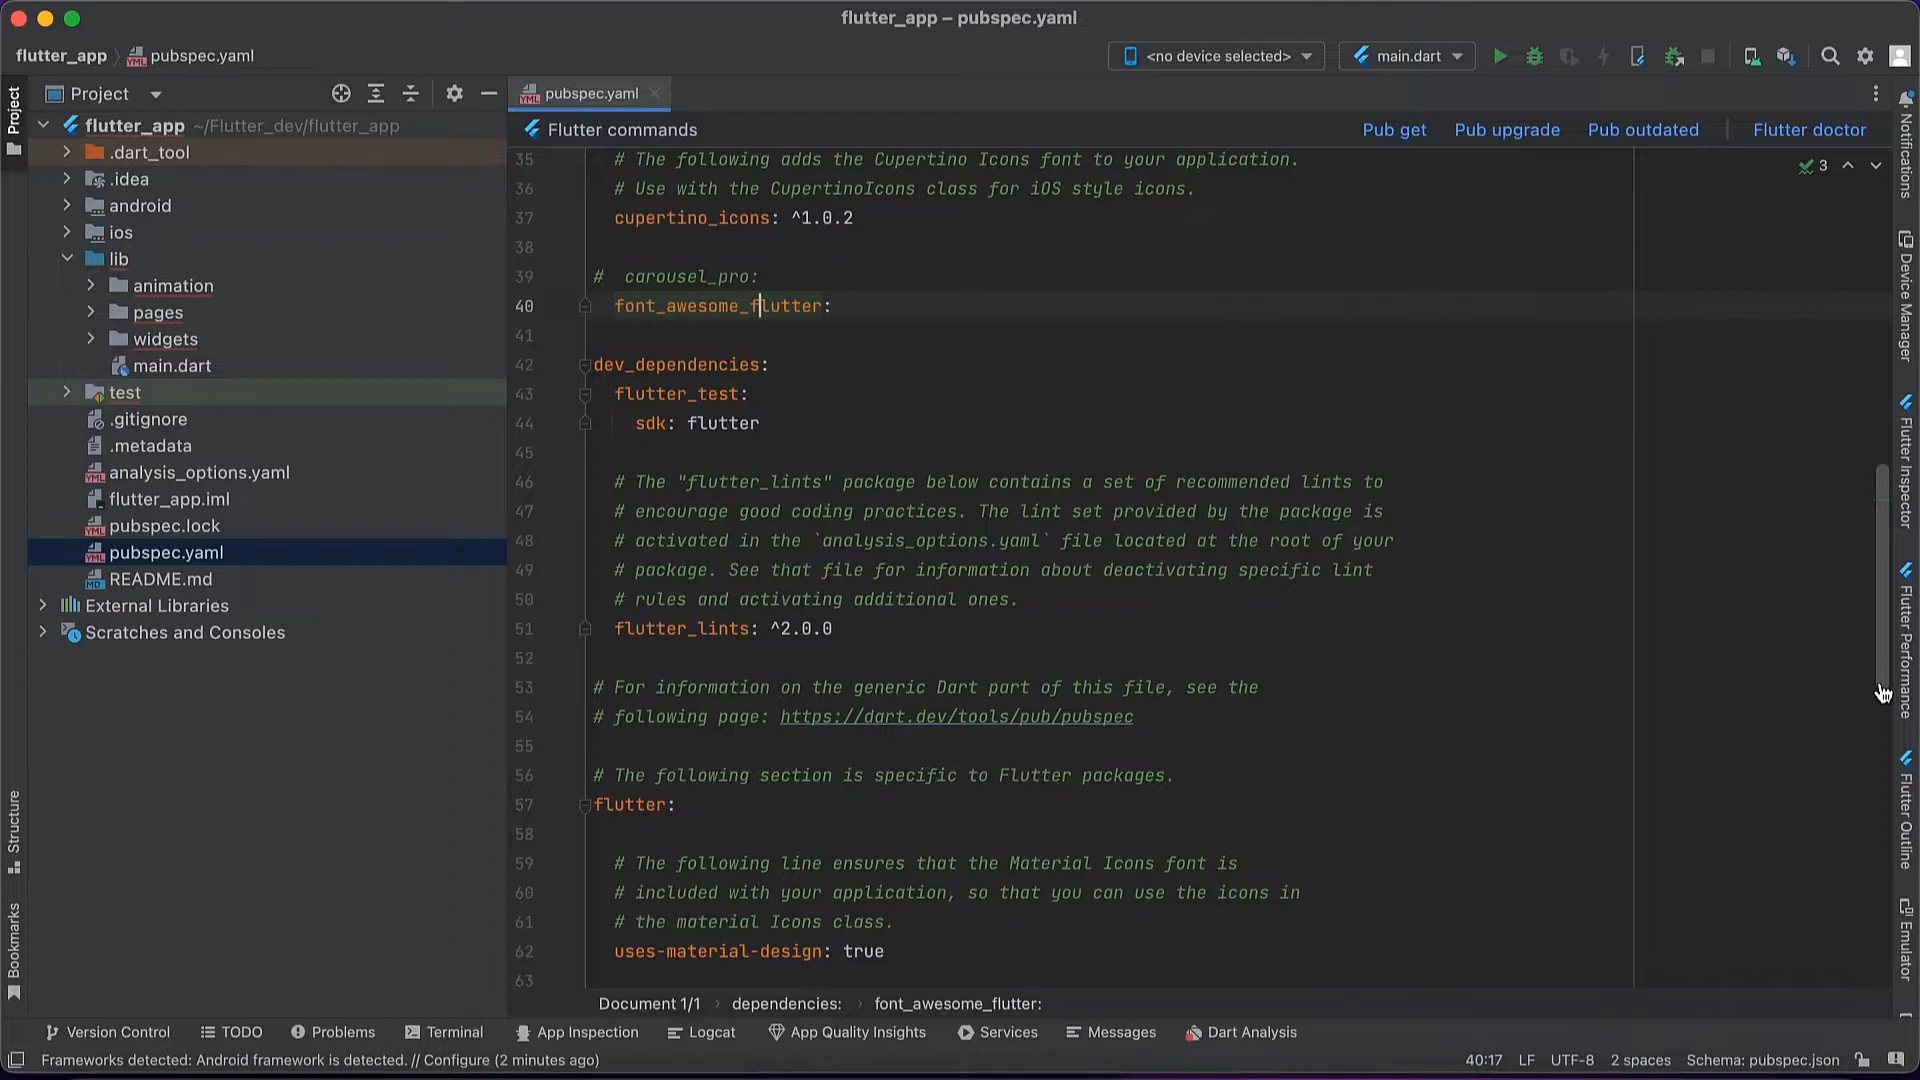 flutter_app – pubspec.yaml
flutter_app
pubspec.yaml
<no device selected>
main.dart
Project
Project
pubspec.yaml
flutter_app ~/Flutter_dev/flutter_app
.dart_tool
.idea
android
ios
lib
animation
pages
widgets
main.dart
test
.gitignore
.metadata
analysis_options.yaml
flutter_app.iml
pubspec.lock
pubspec.yaml
README.md
External Libraries
Scratches and Consoles
Structure
Bookmarks
Flutter commands
Pub get
Pub upgrade
Pub outdated
Flutter doctor
3
35 # The following adds the Cupertino Icons font to your application.
36 # Use with the CupertinoIcons class for iOS style icons.
37 cupertino_icons: ^1.0.2
38
39 # carousel_pro:
40 font_awesome_flutter:
41
42 dev_dependencies:
43 flutter_test:
44 sdk: flutter
45
46 # The "flutter_lints" package below contains a set of recommended lints to
47 # encourage good coding practices. The lint set provided by the package is
48 # activated in the `analysis_options.yaml` file located at the root of your
49 # package. See that file for information about deactivating specific lint
50 # rules and activating additional ones.
51 flutter_lints: ^2.0.0
52
53 # For information on the generic Dart part of this file, see the
54 # following page: https://dart.dev/tools/pub/pubspec
55
56 # The following section is specific to Flutter packages.
57 flutter:
58
59 # The following line ensures that the Material Icons font is
60 # included with your application, so that you can use the icons in
61 # the material Icons class.
62 uses-material-design: true
63
Document 1/1
dependencies:
font_awesome_flutter:
Notifications
Device Manager
Flutter Inspector
Flutter Performance
Flutter Outline
Emulator
Version Control
TODO
Problems
Terminal
App Inspection
Logcat
App Quality Insights
Services
Messages
Dart Analysis
Frameworks detected: Android framework is detected. // Configure (2 minutes ago)
40:17
LF
UTF-8
2 spaces
Schema: pubspec.json